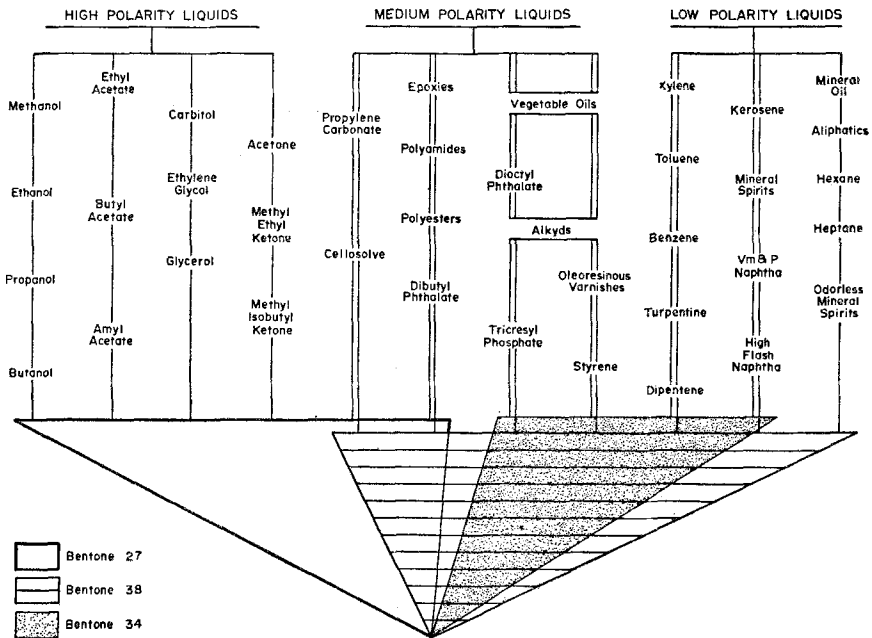 HIGH POLARITY LIQUIDS
MEDIUM POLARITY LIQUIDS
LOW POLARITY LIQUIDS
Methanol
Ethanol
Propanol
Butanol
Ethyl
Acetate
Butyl
Acetate
Amyl
Acetate
Carbitol
Ethylene
Glycol
Glycerol
Acetone
Methyl
Ethyl
Ketone
Methyl
Isobutyl
Ketone
Propylene
Carbonate
Cellosolve
Epoxies
Polyamides
Polyesters
Dibutyl
Phthalate
Vegetable Oils
Dioctyl
Phthalate
Alkyds
Tricresyl
Phosphate
Oleoresinous
Varnishes
Styrene
Xylene
Toluene
Benzene
Turpentine
Dipentene
Kerosene
Mineral
Spirits
Vm & P
Naphtha
High
Flash
Naphtha
Mineral
Oil
Aliphatics
Hexane
Heptane
Odorless
Mineral
Spirits
Bentone 27
Bentone 38
Bentone 34